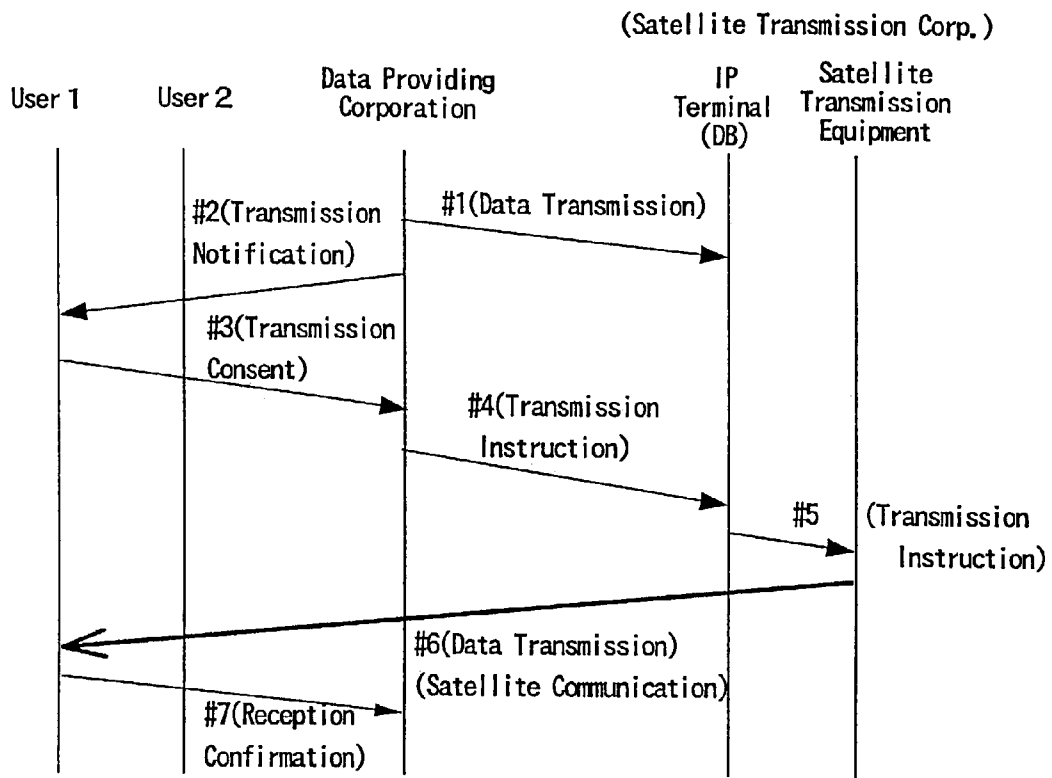 (Satellite Transmission Corp.)
User 1
User 2
Data Providing
Corporation
IP
Terminal
(DB)
Satellite
Transmission
Equipment
#1(Data Transmission)
#2(Transmission
Notification)
#3(Transmission
Consent)
#4(Transmission
Instruction)
#5 (Transmission
Instruction)
#6(Data Transmission)
(Satellite Communication)
#7(Reception
Confirmation)